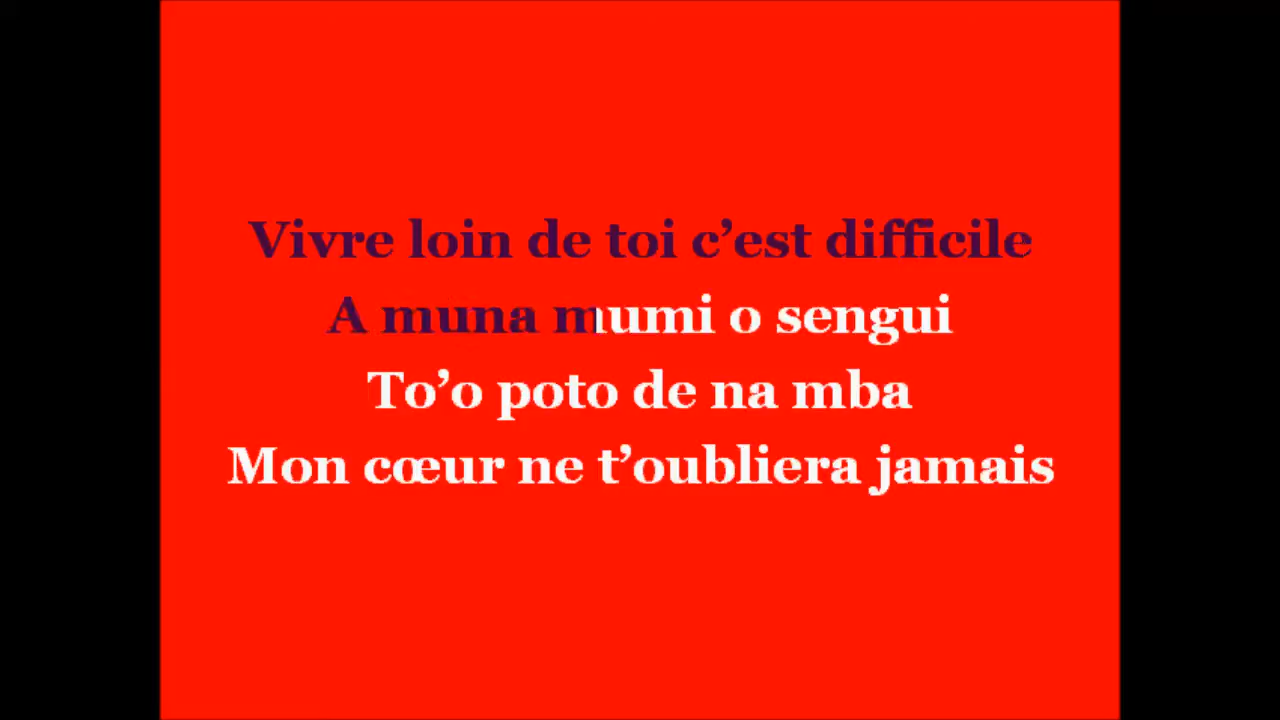 Vivre loin de toi c’est difficile
A muna mumi o sengui
To’o poto de na mba
Mon cœur ne t’oubliera jamais